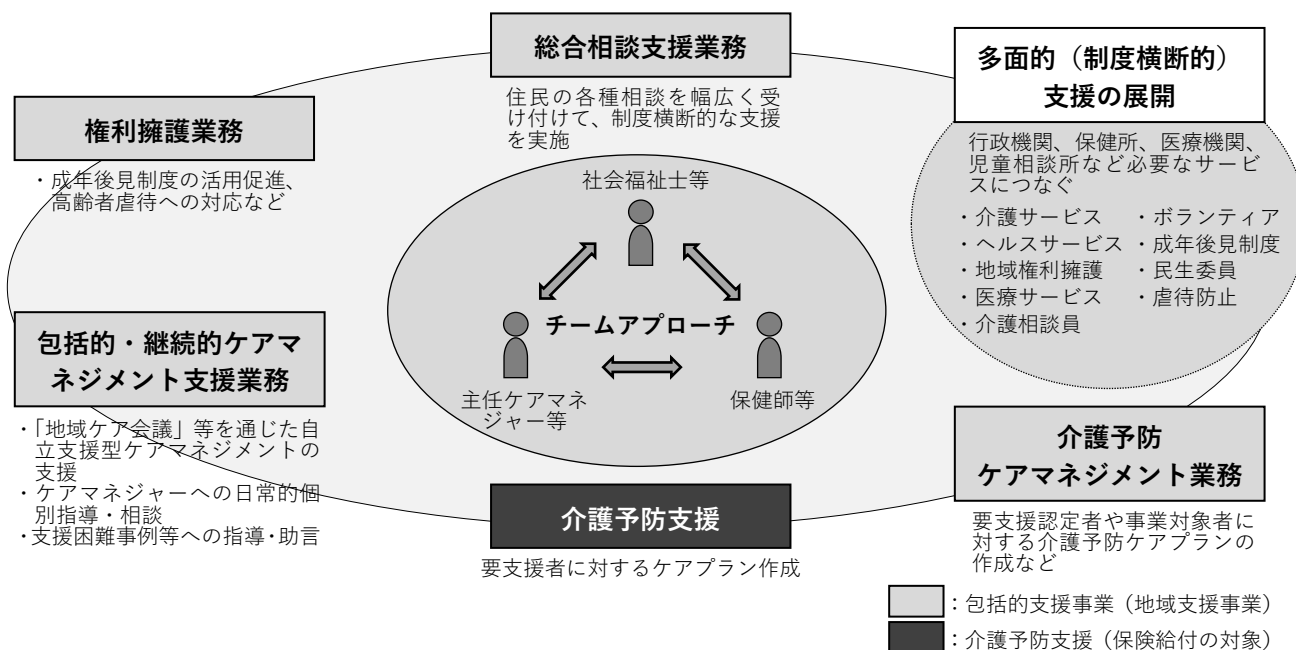 総合相談支援業務
住民の各種相談を幅広く受
け付けて、制度横断的な支援
を実施
多面的（制度横断的）
支援の展開
行政機関、保健所、医療機関、
児童相談所など必要なサービ
スにつなぐ
・介護サービス
・ヘルスサービス
・地域権利擁護
・医療サービス
・介護相談員
・ボランティア
・成年後見制度
・民生委員
・虐待防止
権利擁護業務
・成年後見制度の活用促進、
高齢者虐待への対応など
社会福祉士等
チームアプローチ
主任ケアマネ
ジャー等
保健師等
包括的・継続的ケアマ
ネジメント支援業務
・「地域ケア会議」等を通じた自
立支援型ケアマネジメントの
支援
・ケアマネジャーへの日常的個
別指導・相談
・支援困難事例等への指導・助言
介護予防
ケアマネジメント業務
要支援認定者や事業対象者に
対する介護予防ケアプランの
作成など
介護予防支援
要支援者に対するケアプラン作成
：包括的支援事業（地域支援事業）
：介護予防支援（保険給付の対象）